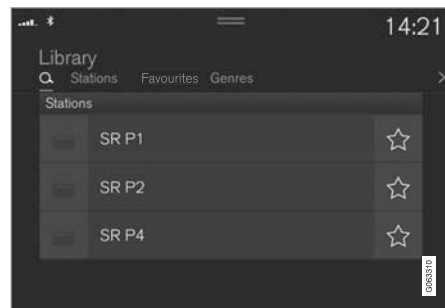 14:21
Library
Stations Favourites Genres
Stations
SR P1
SR P2
SR P4
G063310